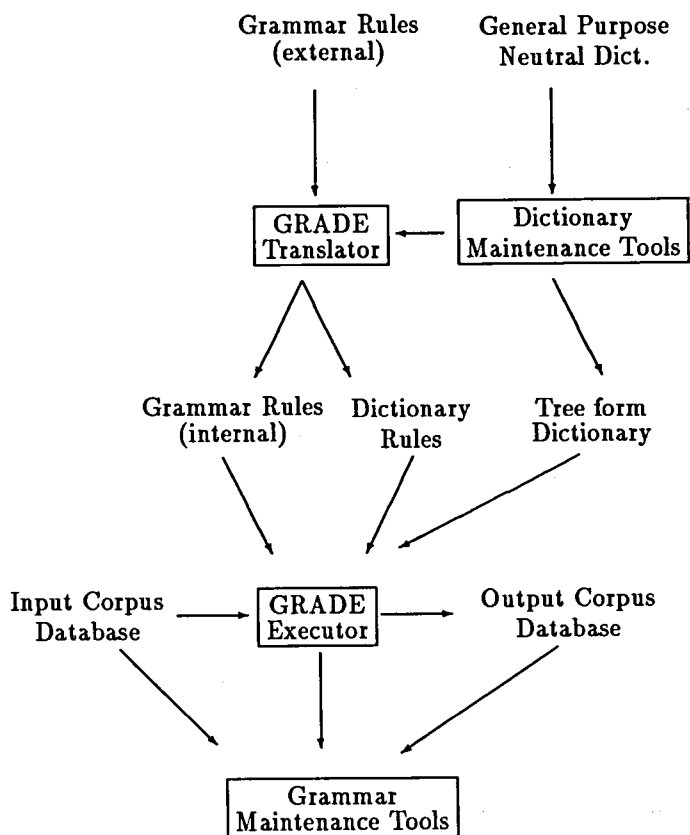 Grammar Rules
(external)
General Purpose
Neutral Dict.
GRADE
Translator
Dictionary
Maintenance Tools
Grammar Rules
(internal)
Dictionary
Rules
Tree form
Dictionary
Input Corpus
Database
GRADE
Executor
Output Corpus
Database
Grammar
Maintenance Tools